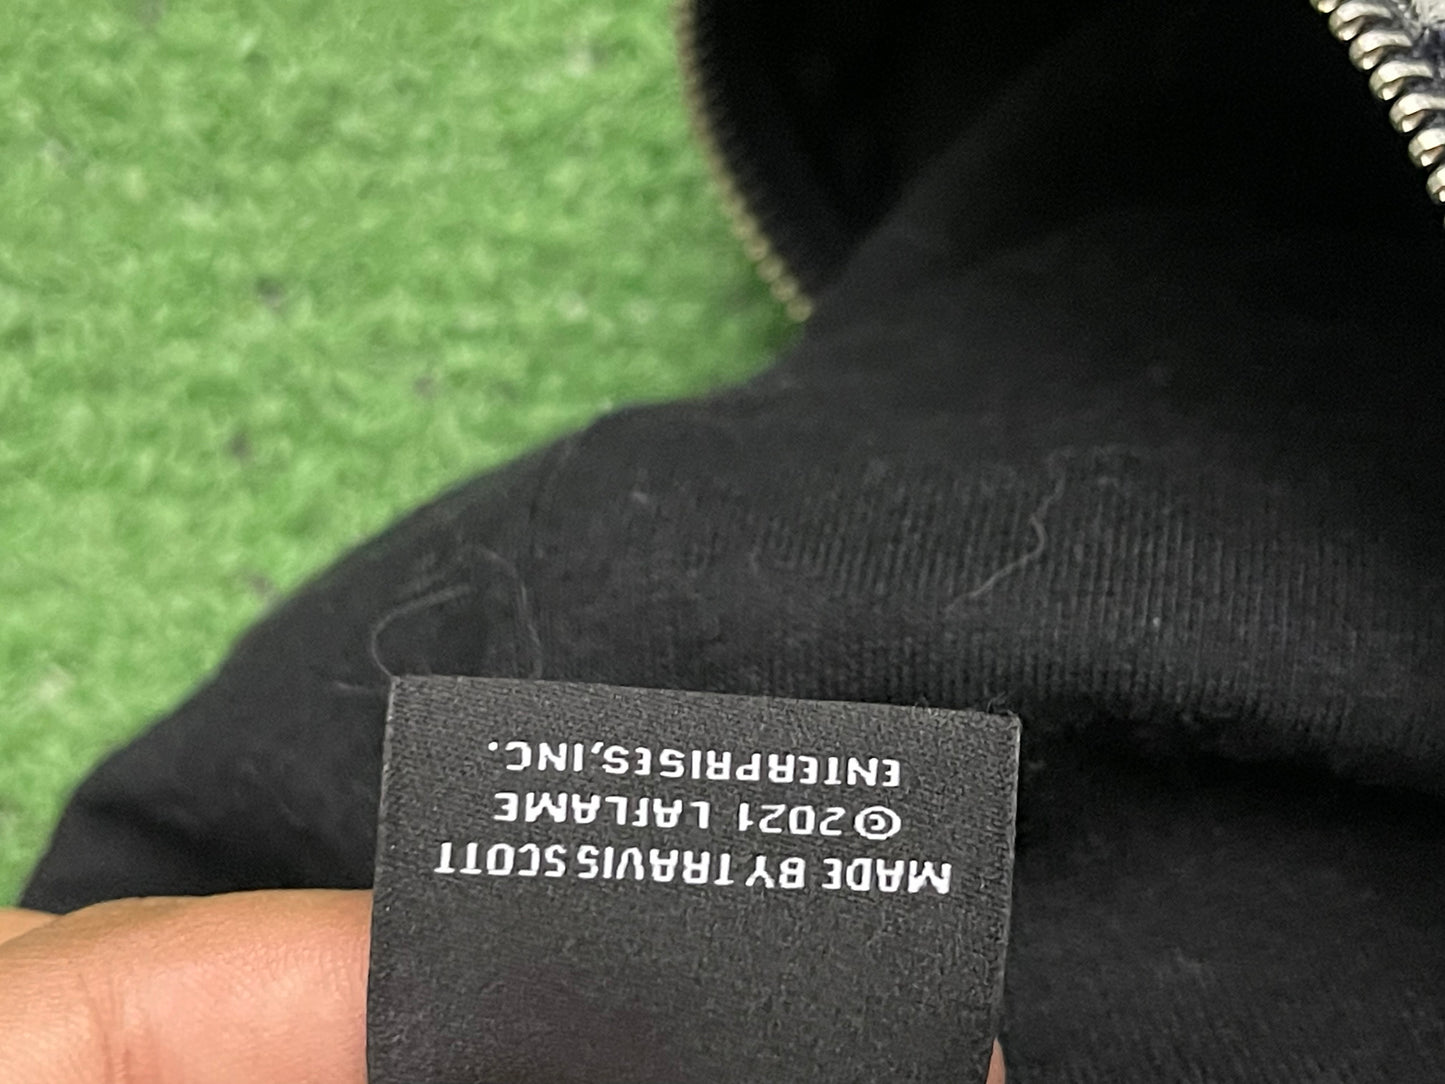 MADE BY TRAVIS SCOTT
©2021 LAFLAME
ENTERPRISES,INC.